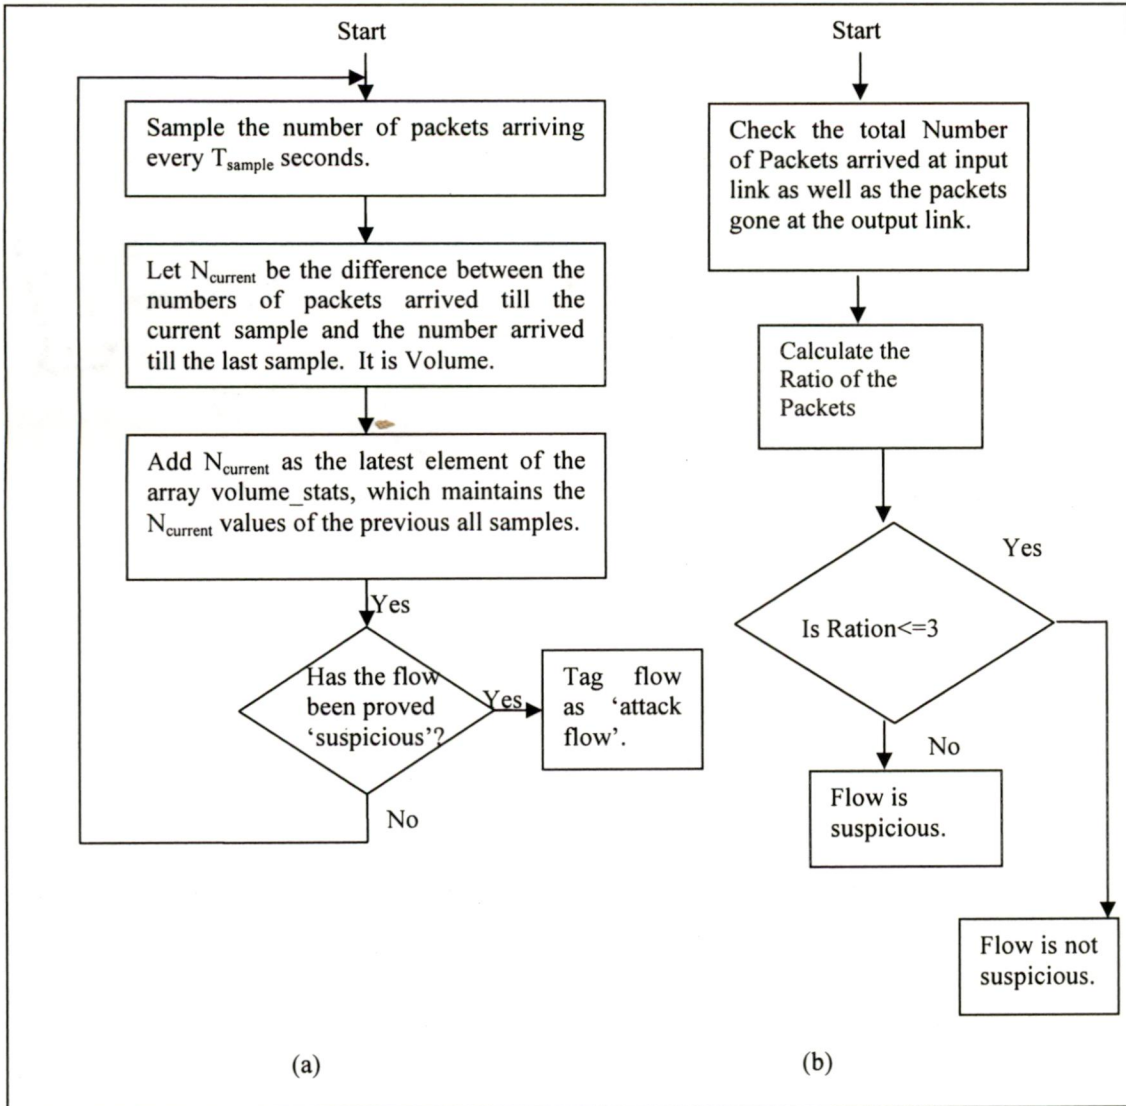 Start
Sample the number of packets arriving
every Tsample seconds.
Let Ncurrent be the difference between the
numbers of packets arrived till the
current sample and the number arrived
till the last sample. It is Volume.
Add Ncurrent as the latest element of the
array volume_stats, which maintains the
Ncurrent values of the previous all samples.
Yes
Has the flow
been proved
‘suspicious’?
Yes
Tag flow
as ‘attack
flow’.
No
(a)
Start
Check the total Number
of Packets arrived at input
link as well as the packets
gone at the output link.
Calculate the
Ratio of the
Packets
Is Ration<=3
Yes
No
Flow is
suspicious.
Flow is not
suspicious.
(b)